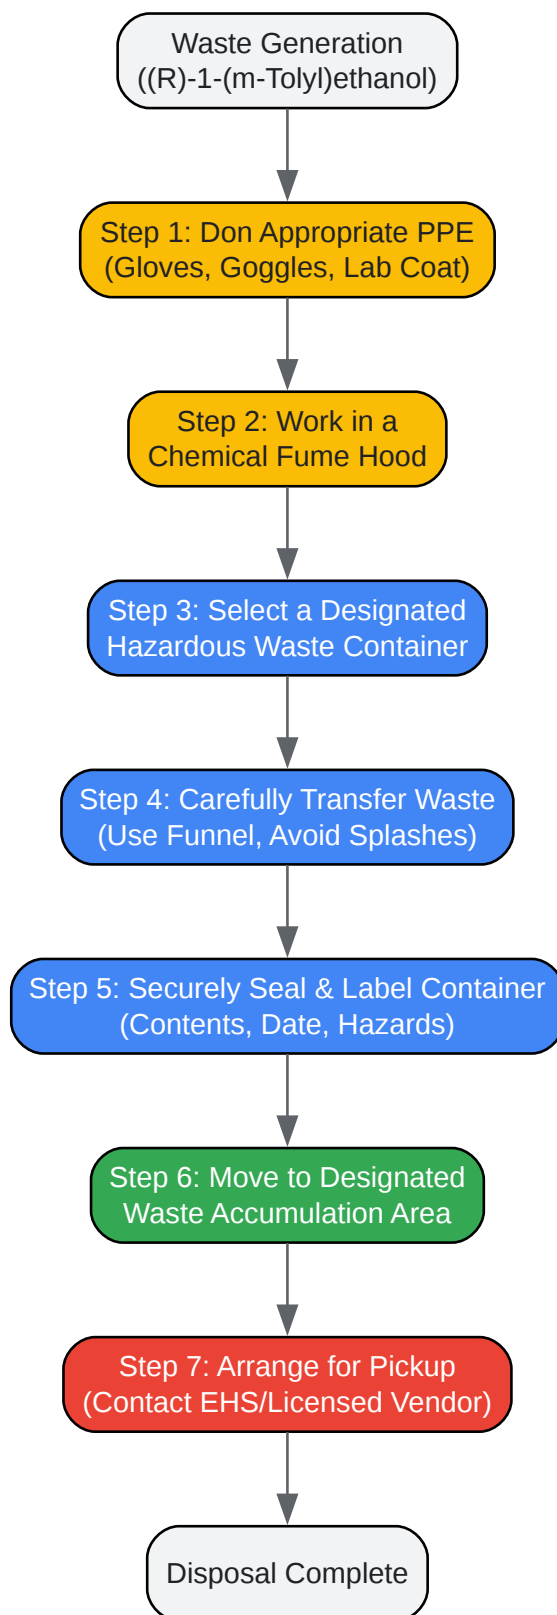 Waste Generation
((R)-1-(m-Tolyl)ethanol)
Step 1: Don Appropriate PPE
(Gloves, Goggles, Lab Coat)
Step 2: Work in a
Chemical Fume Hood
Step 3: Select a Designated
Hazardous Waste Container
Step 4: Carefully Transfer Waste
(Use Funnel, Avoid Splashes)
Step 5: Securely Seal & Label Container
(Contents, Date, Hazards)
Step 6: Move to Designated
Waste Accumulation Area
Step 7: Arrange for Pickup
(Contact EHS/Licensed Vendor)
Disposal Complete